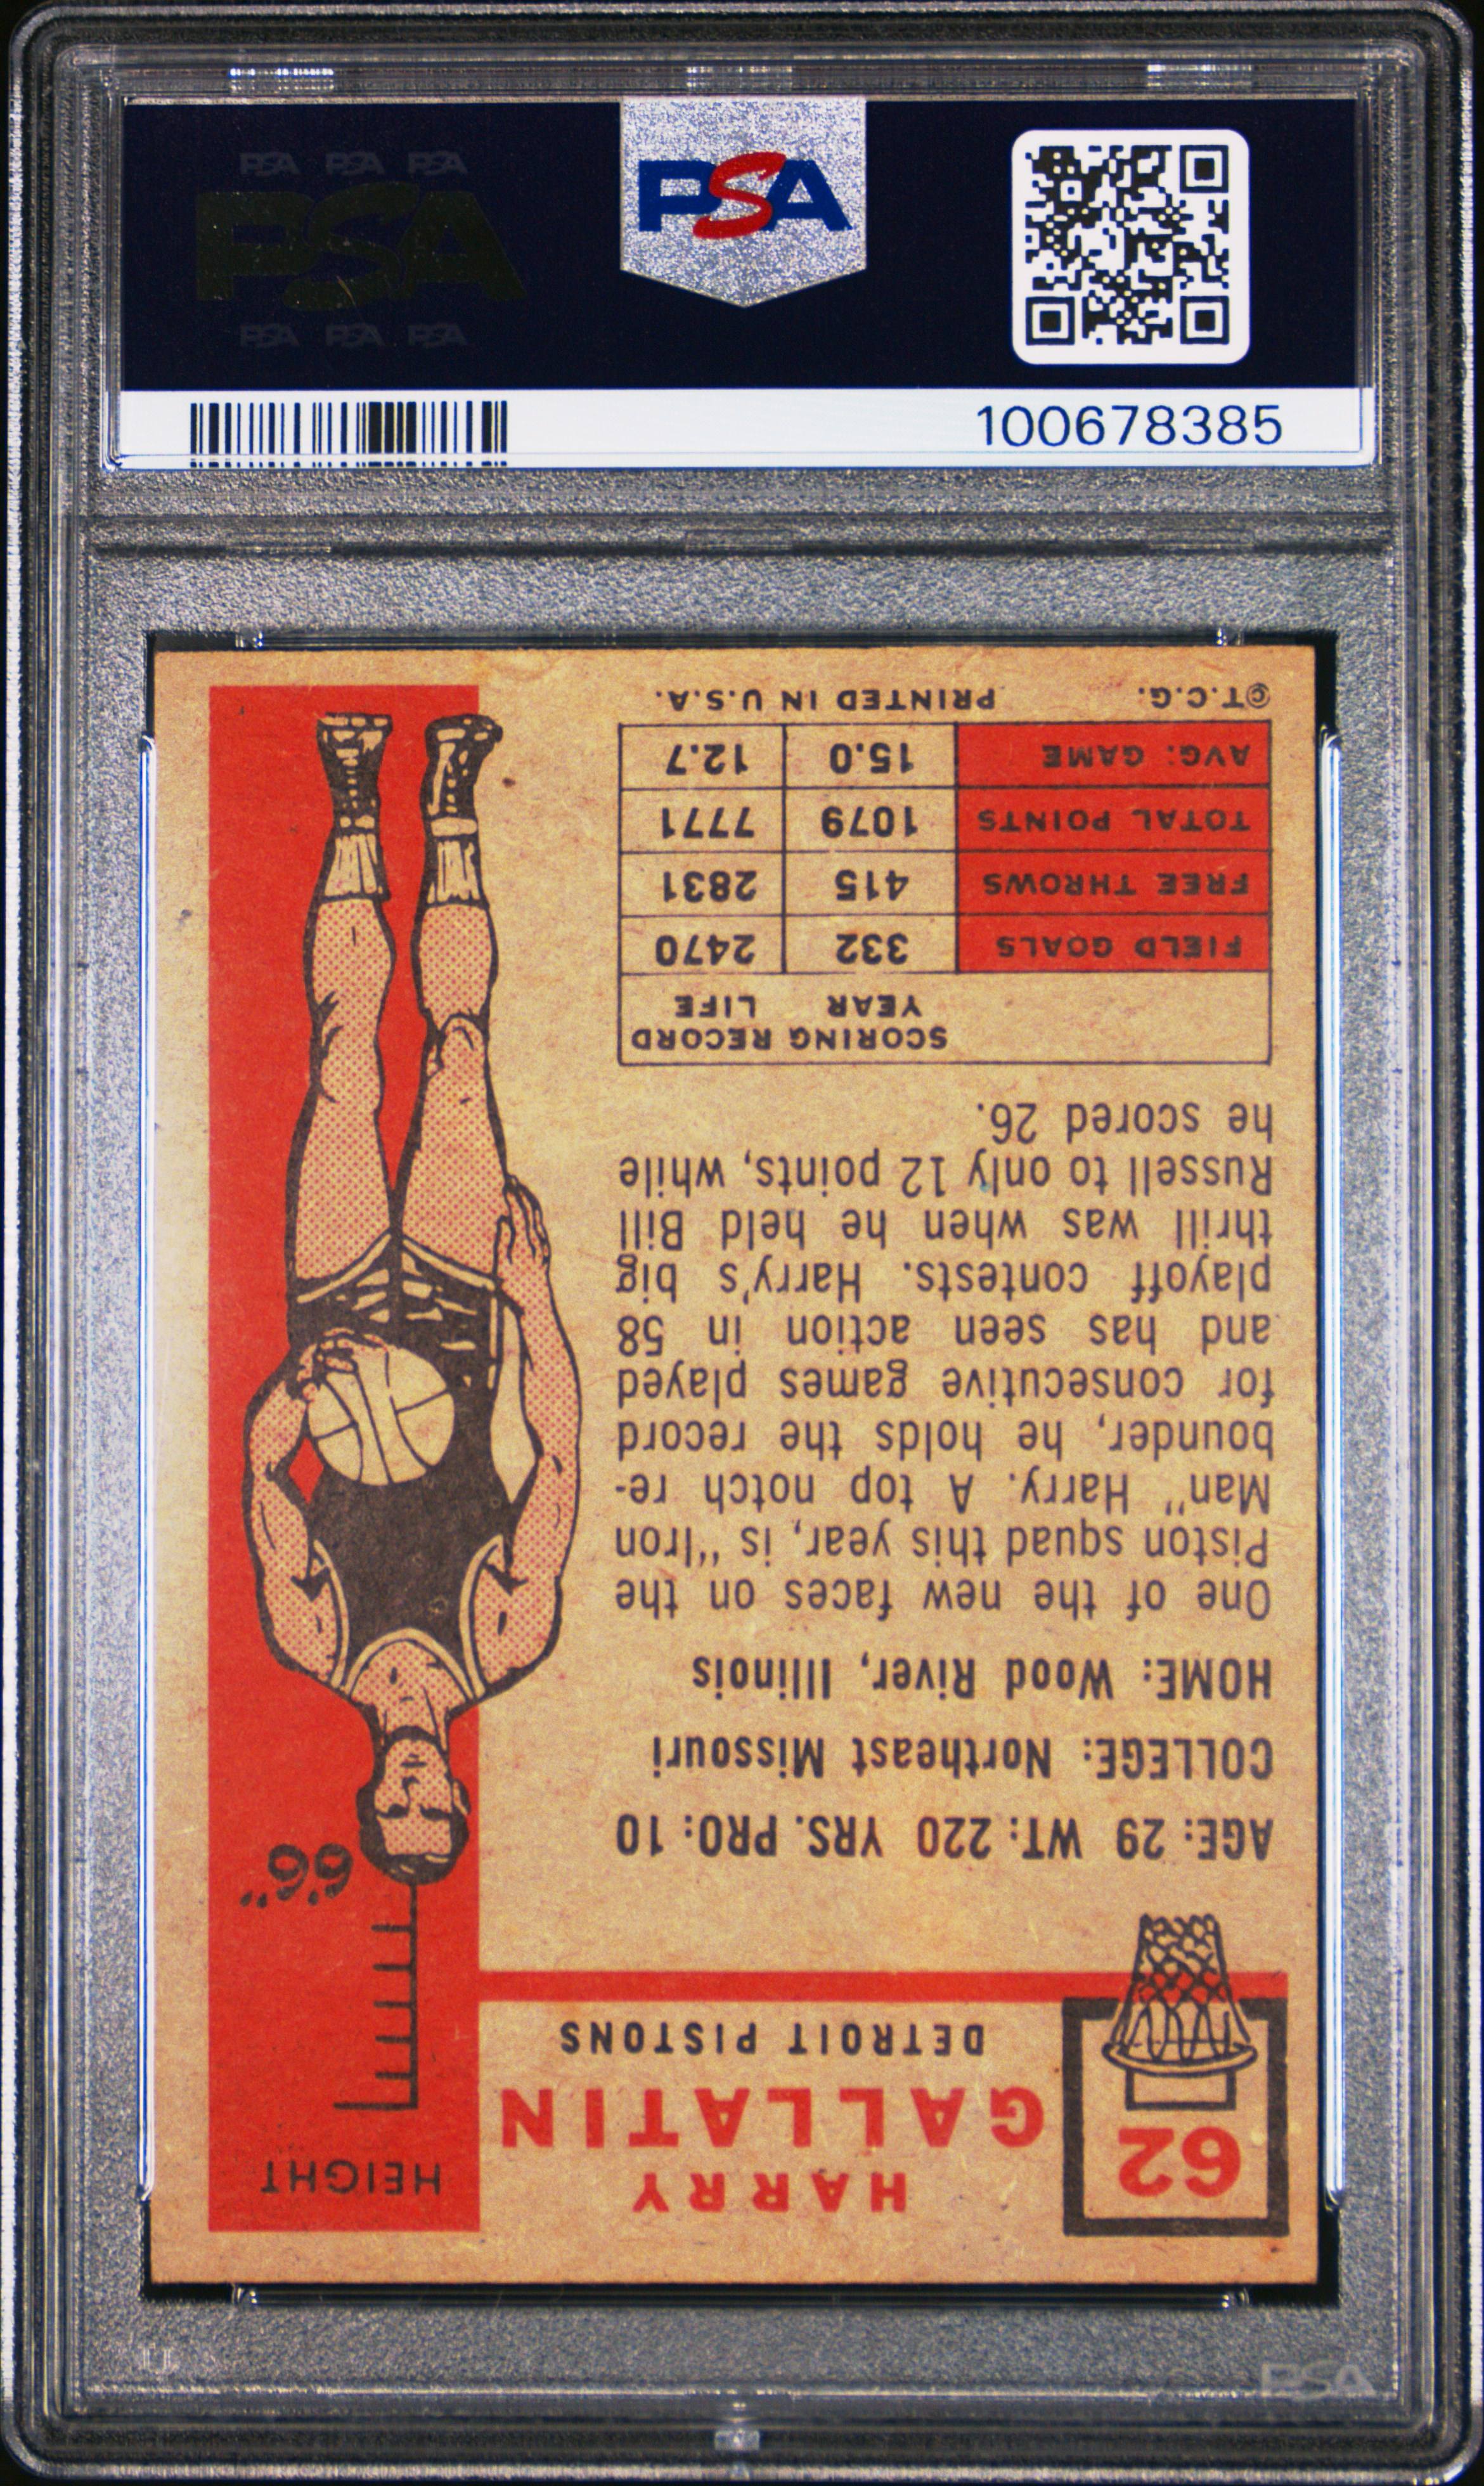 PSA PSA PSA
PSA
PSA PSA PSA
PSA
100678385
62
HARRY
GALLATIN
DETROIT PISTONS
HEIGHT
6'6"
AGE: 29 WT: 220 YRS. PRO: 10
COLLEGE: Northeast Missouri
HOME: Wood River, Illinois
One of the new faces on the
Piston squad this year, is "Iron
Man" Harry. A top notch re-
bounder, he holds the record
for consecutive games played
and has seen action in 58
playoff contests. Harry's big
thrill was when he held Bill
Russell to only 12 points, while
he scored 26.
SCORING RECORD
YEAR LIFE
FIELD GOALS 332 2470
FREE THROWS 415 2831
TOTAL POINTS 1079 7771
AVG. GAME 15.0 12.7
©T.C.G. PRINTED IN U.S.A.
PSA